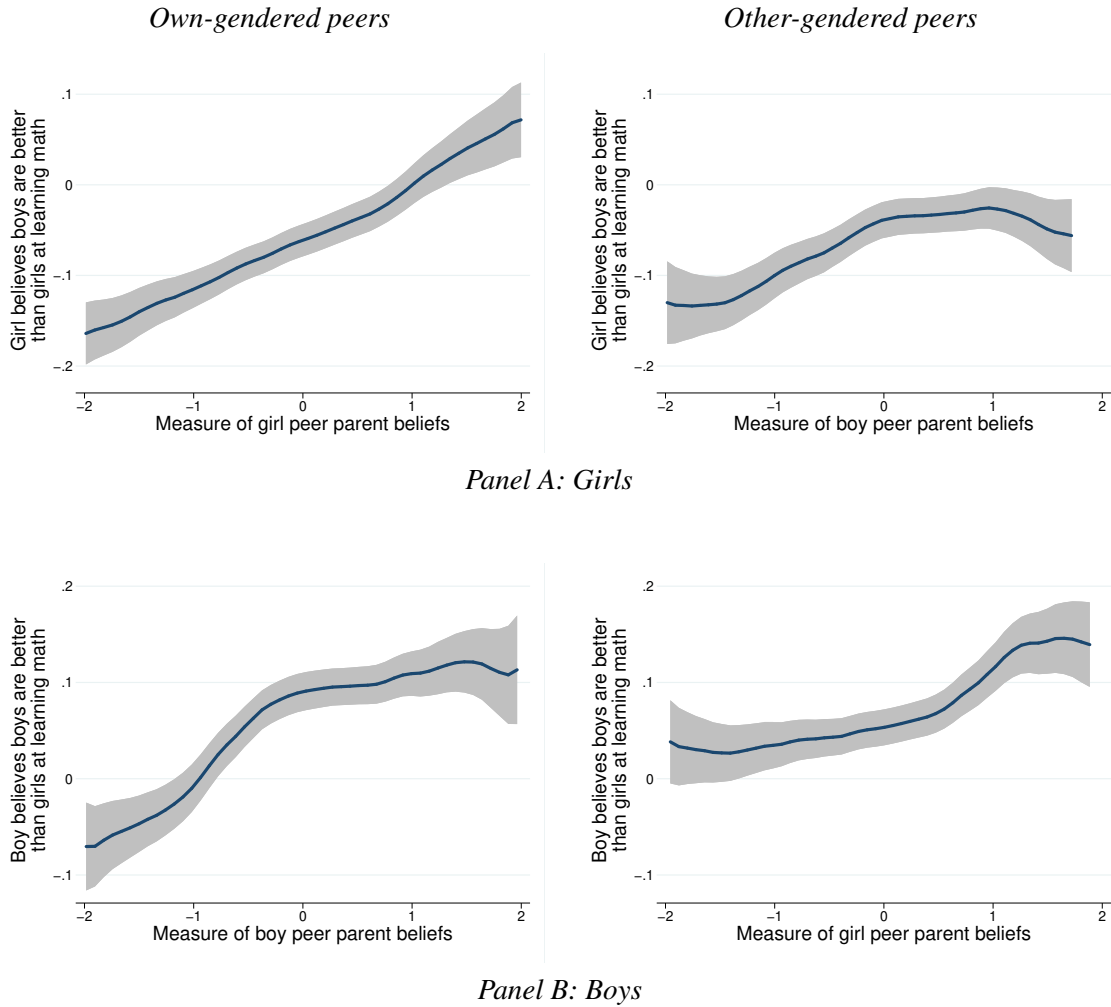 Own-gendered peers
Other-gendered peers
Girl believes boys are better
than girls at learning math
.1
0
−.1
−.2
−2
−1
0
1
2
Measure of girl peer parent beliefs
Girl believes boys are better
than girls at learning math
.1
0
−.1
−.2
−2
−1
0
1
2
Measure of boy peer parent beliefs
Panel A: Girls
Boy believes boys are better
than girls at learning math
.2
.1
0
−.1
−2
−1
0
1
2
Measure of boy peer parent beliefs
Boy believes boys are better
than girls at learning math
.2
.1
0
−.1
−2
−1
0
1
2
Measure of girl peer parent beliefs
Panel B: Boys